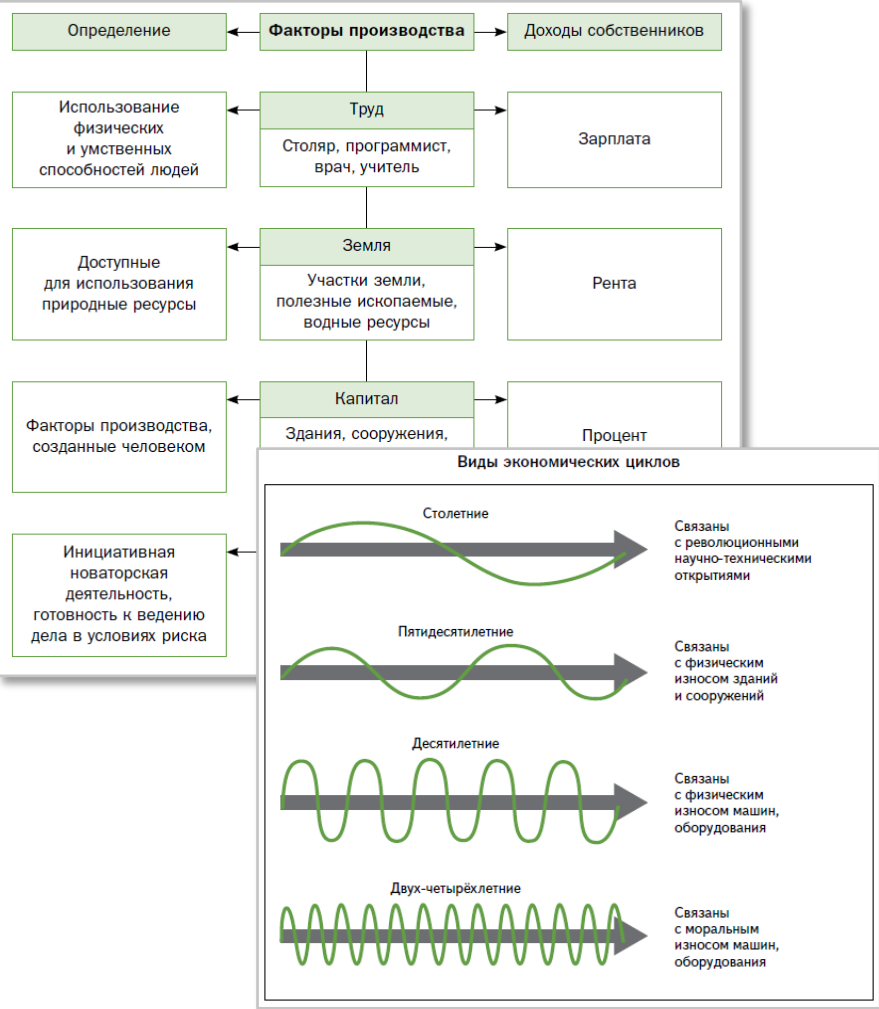 Определение
Факторы производства
Доходы собственников
Использование
физических
и умственных
способностей людей
Труд
Столяр, программист,
врач, учитель
Зарплата
Доступные
для использования
природные ресурсы
Земля
Участки земли,
полезные ископаемые,
водные ресурсы
Рента
Факторы производства,
созданные человеком
Капитал
Здания, сооружения,
Процент
Инициативная
новаторская
деятельность,
готовность к ведению
дела в условиях риска
Виды экономических циклов
Столетние
Связаны
с революционными
научно-техническими
открытиями
Пятидесятилетние
Связаны
с физическим
износом зданий
и сооружений
Десятилетние
Связаны
с физическим
износом машин,
оборудования
Двух-четырёхлетние
Связаны
с моральным
износом машин,
оборудования